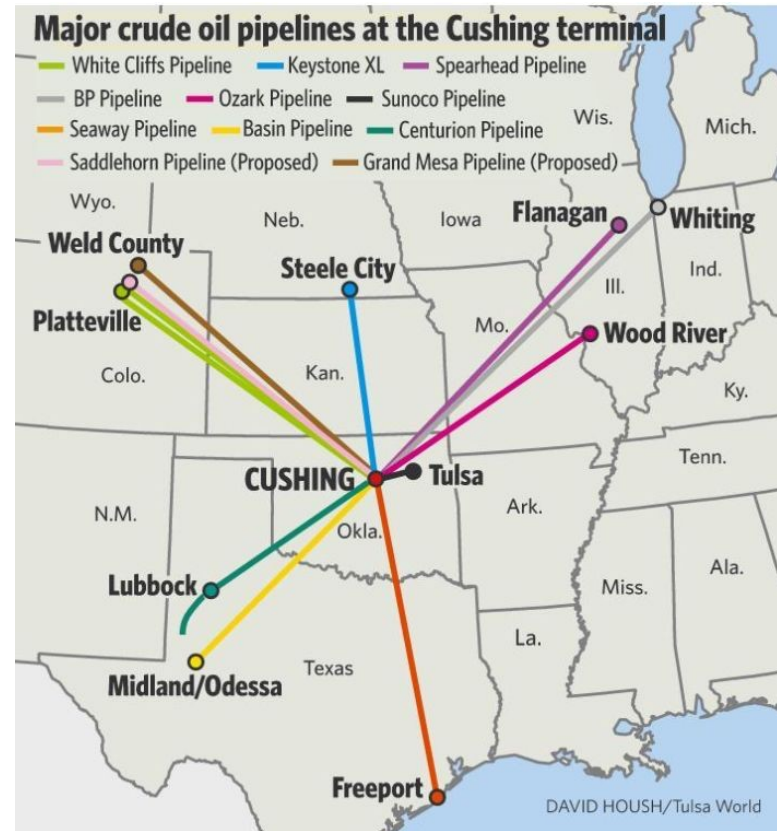 Major crude oil pipelines at the Cushing terminal
White Cliffs Pipeline Keystone XL Spearhead Pipeline
BP Pipeline Ozark Pipeline Sunoco Pipeline
Seaway Pipeline Basin Pipeline Centurion Pipeline
Saddlehorn Pipeline (Proposed) Grand Mesa Pipeline (Proposed)
Wis.
Mich.
Wyo.
Neb.
Iowa
Flanagan
Whiting
Weld County
Steele City
Ill.
Ind.
Platteville
Mo.
Wood River
Colo.
Kan.
Ky.
CUSHING
Tulsa
Tenn.
N.M.
Okla.
Ark.
Lubbock
Miss.
Ala.
La.
Texas
Midland/Odessa
Freeport
DAVID HOUSH/Tulsa World